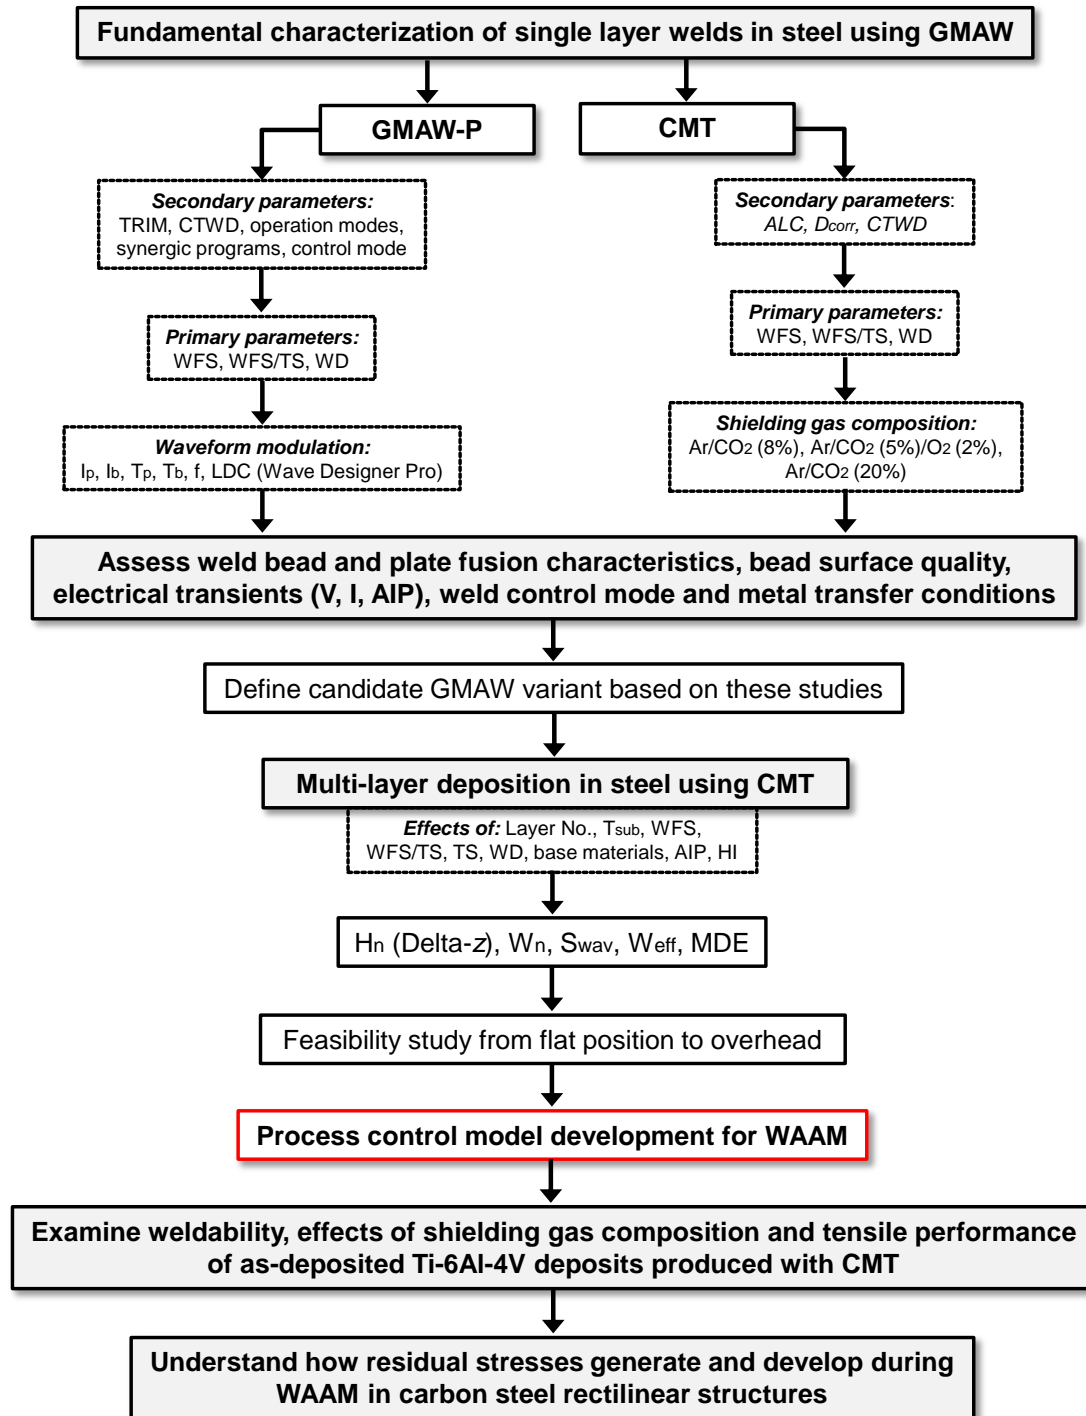 Fundamental characterization of single layer welds in steel using GMAW
GMAW-P
CMT
Secondary parameters:
TRIM, CTWD, operation modes,
synergic programs, control mode
Secondary parameters:
ALC, Dcorr, CTWD
Primary parameters:
WFS, WFS/TS, WD
Primary parameters:
WFS, WFS/TS, WD
Waveform modulation:
Ip, Ib, Tp, Tb, f, LDC (Wave Designer Pro)
Shielding gas composition:
Ar/CO2 (8%), Ar/CO2 (5%)/O2 (2%),
Ar/CO2 (20%)
Assess weld bead and plate fusion characteristics, bead surface quality,
electrical transients (V, I, AIP), weld control mode and metal transfer conditions
Define candidate GMAW variant based on these studies
Multi-layer deposition in steel using CMT
Effects of: Layer No., Tsub, WFS,
WFS/TS, TS, WD, base materials, AIP, HI
Hn (Delta-z), Wn, Swav, Weff, MDE
Feasibility study from flat position to overhead
Process control model development for WAAM
Examine weldability, effects of shielding gas composition and tensile performance
of as-deposited Ti-6Al-4V deposits produced with CMT
Understand how residual stresses generate and develop during
WAAM in carbon steel rectilinear structures